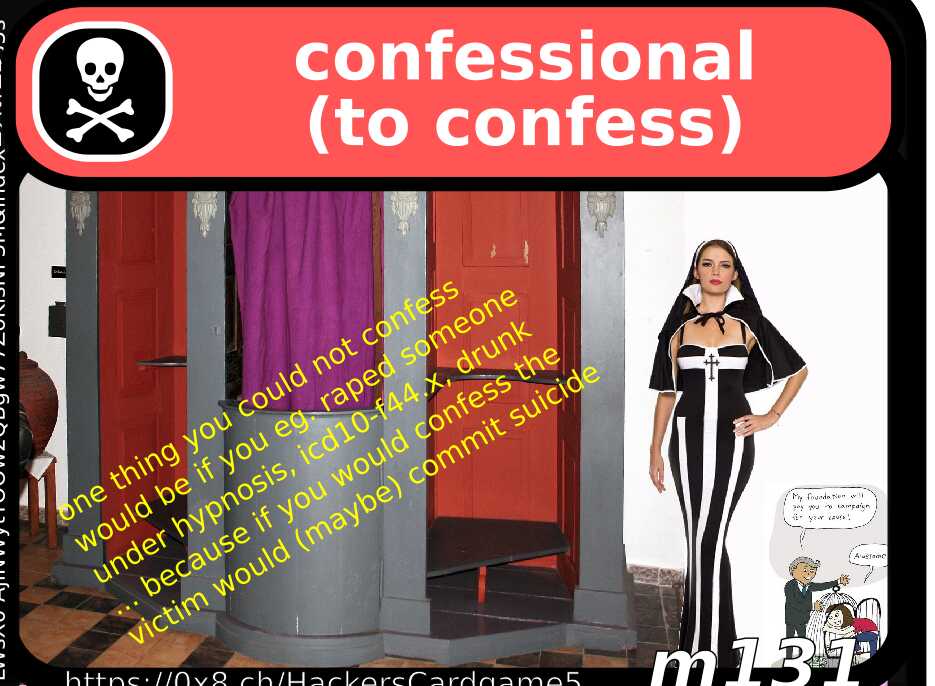 confessional
(to confess)
one thing you could not confess
would be if you eg. raped someone
under hypnosis, icd10-f44.x, drunk
... because if you would confess the
victim would (maybe) commit suicide
My foundation will
pay you to campaign
for your cause!
Awesome
m131
https://0x8.ch/HackersCardgame5